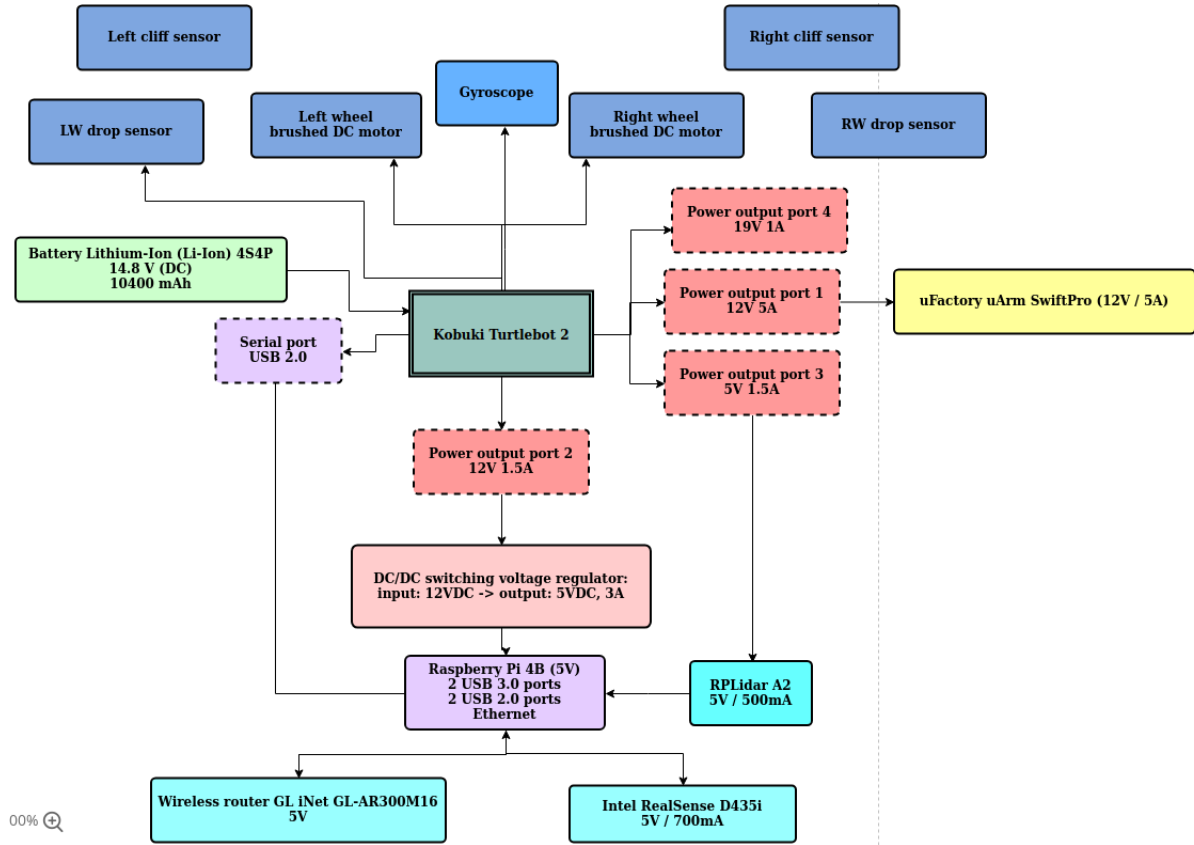 Left cliff sensor
Right cliff sensor
Gyroscope
LW drop sensor
Left wheel
brushed DC motor
Right wheel
brushed DC motor
RW drop sensor
Power output port 4
19V 1A
Battery Lithium-Ion (Li-Ion) 4S4P
14.8 V (DC)
10400 mAh
Power output port 1
12V 5A
uFactory uArm SwiftPro (12V / 5A)
Kobuki Turtlebot 2
Serial port
USB 2.0
Power output port 3
5V 1.5A
Power output port 2
12V 1.5A
DC/DC switching voltage regulator:
input: 12VDC -> output: 5VDC, 3A
Raspberry Pi 4B (5V)
2 USB 3.0 ports
2 USB 2.0 ports
Ethernet
RPLidar A2
5V / 500mA
Wireless router GL iNet GL-AR300M16
5V
Intel RealSense D435i
5V / 700mA
00%